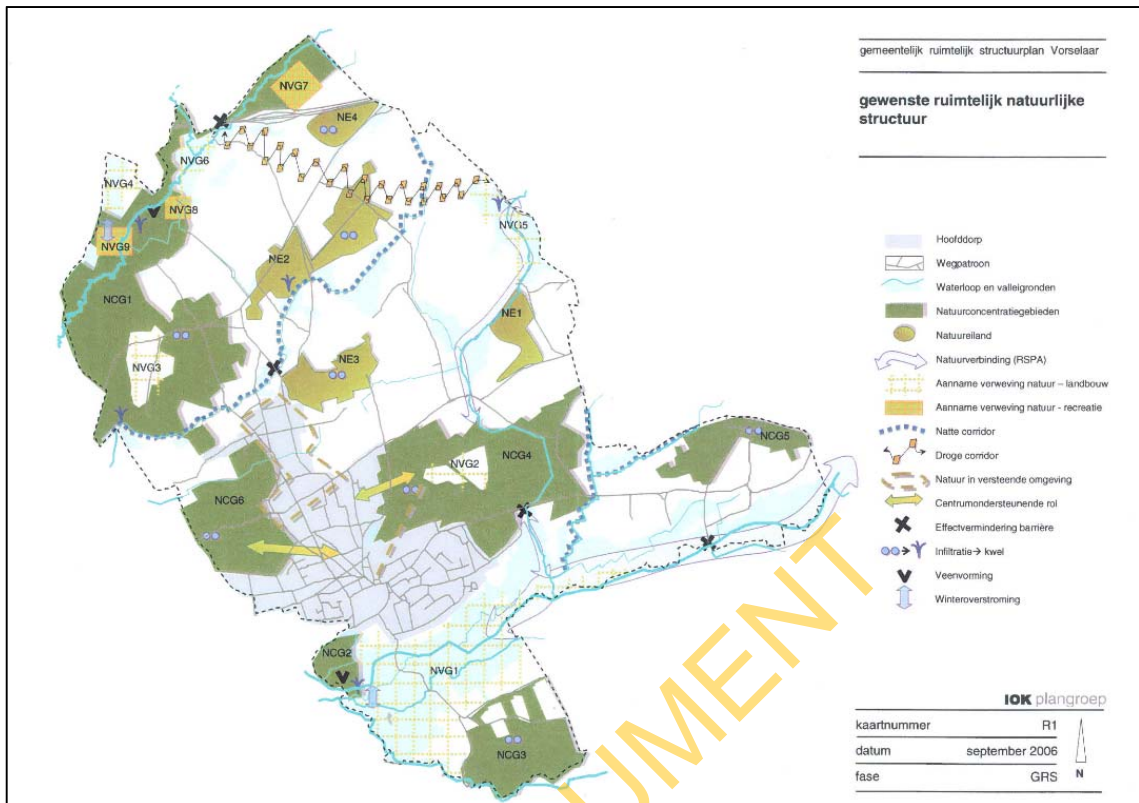 gemeentelijk ruimtelijk structuurplan Vorselaar
gewenste ruimtelijk natuurlijke
structuur
NVG7
NE4
NVG6
NVG4
NVG8
NVG5
NVG9
NE2
NCG1
NE1
NE3
NVG3
NCG5
NVG2
NCG4
NCG6
NCG2
NVG1
NCG3
Hoofddorp
Wegpatroon
Waterloop en valleigronden
Natuurconcentratiegebieden
Natuureiland
Natuurverbinding (RSPA)
Aanname verweving natuur – landbouw
Aanname verweving natuur - recreatie
Natte corridor
Droge corridor
Natuur in versteende omgeving
Centrumondersteunende rol
Effectvermindering barrière
Infiltratie → kwel
Veenvorming
Winteroverstroming
UMENT
IOK plangroep
kaartnummer R1
datum september 2006
fase GRS
N